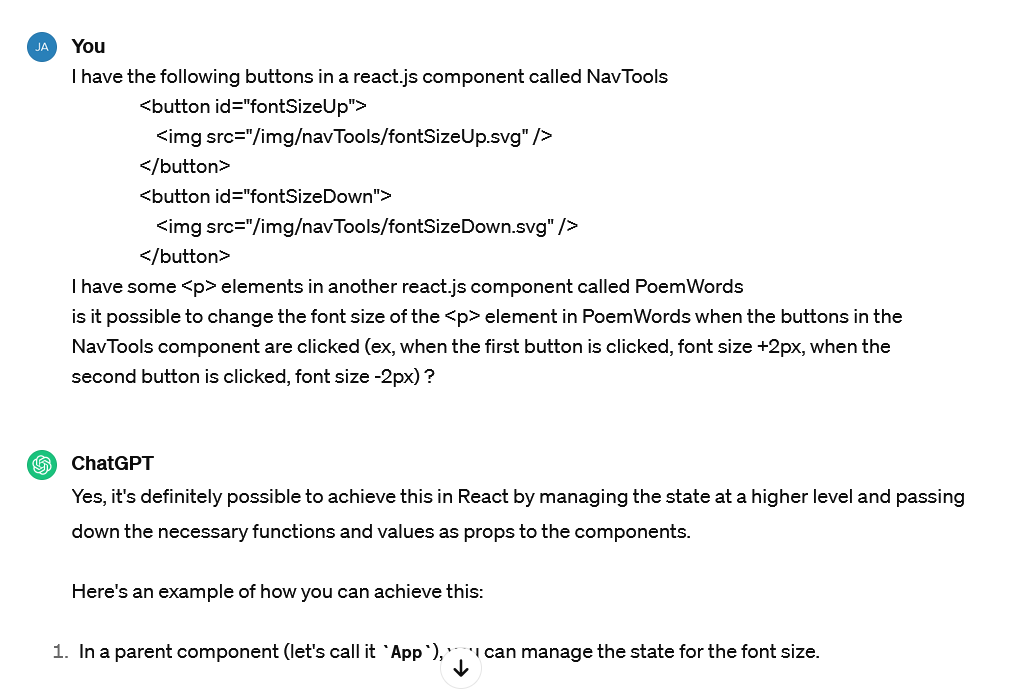 JA
You
I have the following buttons in a react.js component called NavTools
<button id="fontSizeUp">
<img src="/img/navTools/fontSizeUp.svg" />
</button>
<button id="fontSizeDown">
<img src="/img/navTools/fontSizeDown.svg" />
</button>
I have some <p> elements in another react.js component called PoemWords
is it possible to change the font size of the <p> element in PoemWords when the buttons in the
NavTools component are clicked (ex, when the first button is clicked, font size +2px, when the
second button is clicked, font size -2px) ?
ChatGPT
Yes, it's definitely possible to achieve this in React by managing the state at a higher level and passing
down the necessary functions and values as props to the components.
Here's an example of how you can achieve this:
1. In a parent component (let's call it `App`), can manage the state for the font size.